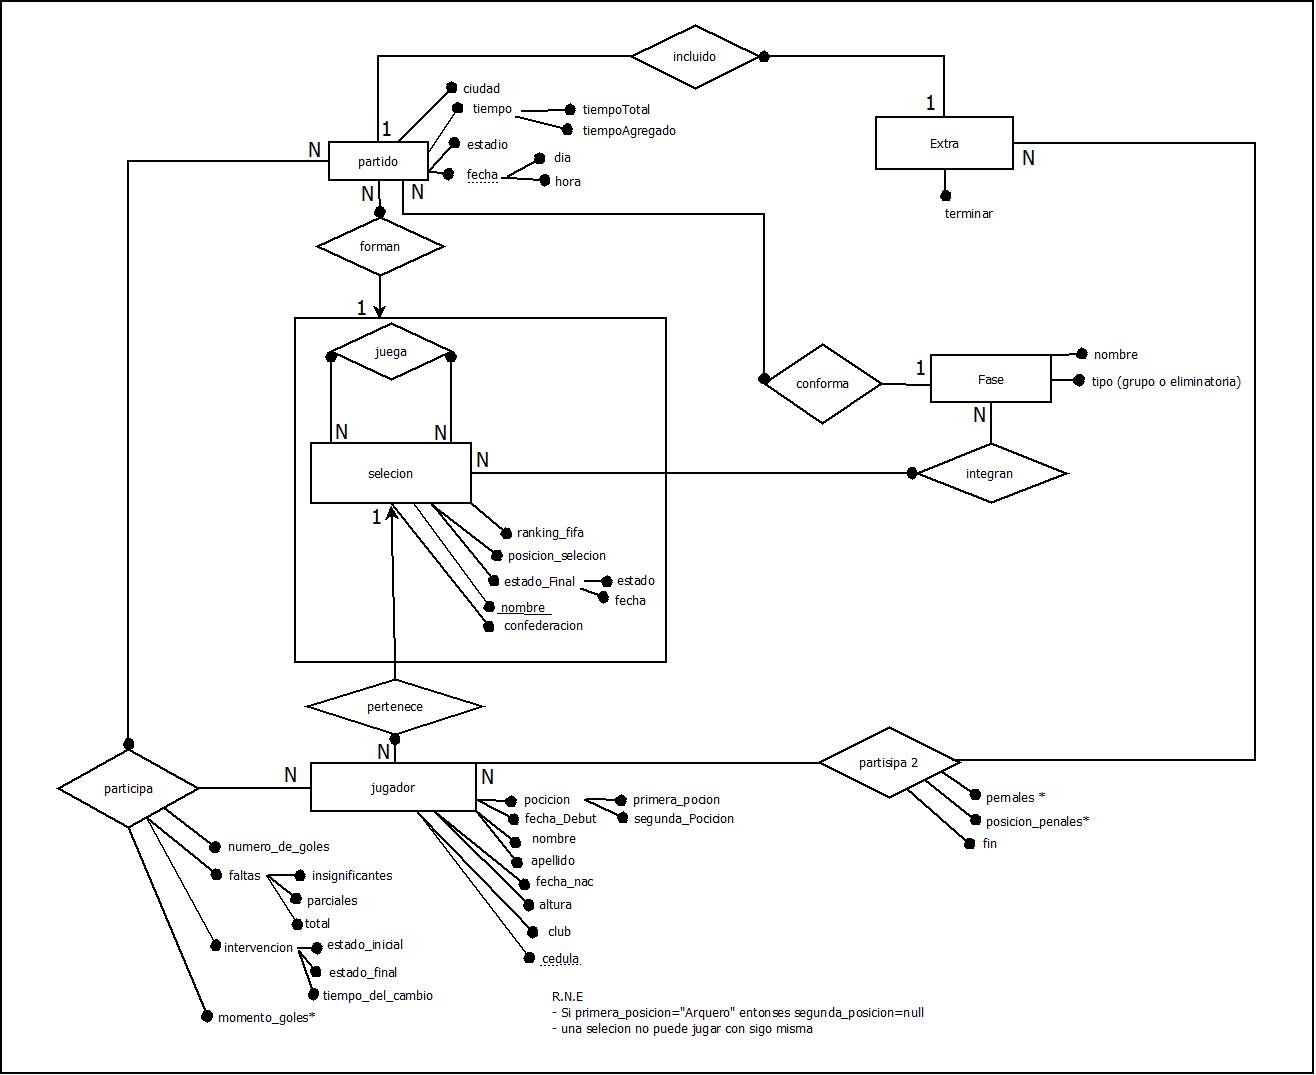 incluido
1
1
ciudad
tiempo
tiempoTotal
tiempoAgregado
estadio
fecha
dia
hora
N
partido
N
N
Extra
N
terminar
forman
1
juega
N
N
selecion
N
1
ranking_fifa
posicion_selecion
estado_Final
estado
fecha
nombre
confederacion
conforma
1
Fase
nombre
tipo (grupo o eliminatoria)
N
integran
pertenece
N
participa
N
jugador
N
partisipa 2
pernales *
posicion_penales*
fin
pocicion
primera_pocion
segunda_Pocicion
fecha_Debut
nombre
apellido
fecha_nac
altura
club
cedula
numero_de_goles
faltas
insignificantes
parciales
total
intervencion
estado_inicial
estado_final
tiempo_del_cambio
momento_goles*
R.N.E
- Si primera_posicion="Arquero" entonses segunda_posicion=null
- una selecion no puede jugar con sigo misma